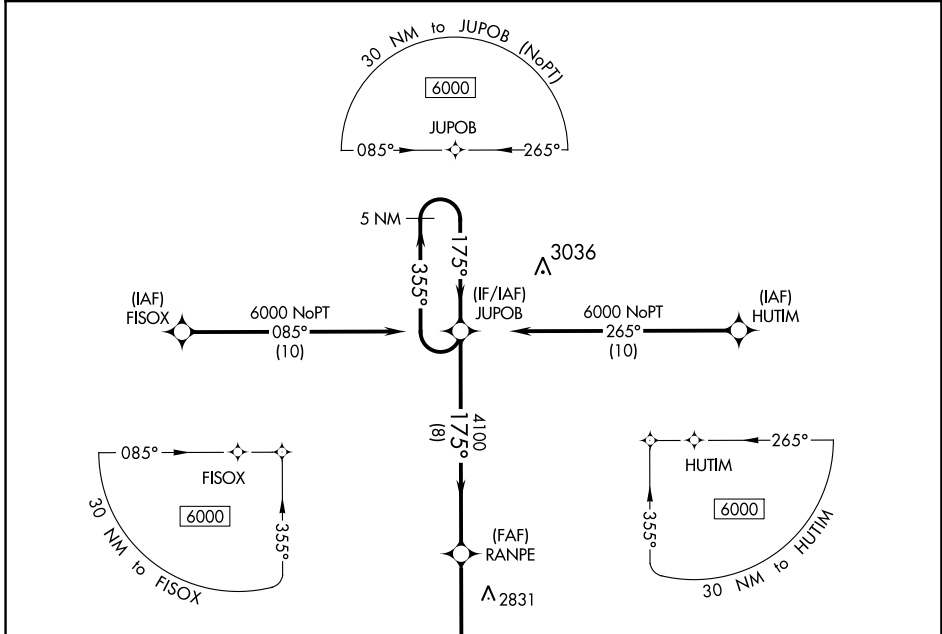 30 NM to JUPOB (NoPT)
6000
JUPOB
085°
265°
5 NM
175°
355°
3036
(IAF)
FISOX
6000 NoPT
085°
(10)
(IF/IAF)
JUPOB
6000 NoPT
265°
(10)
(IAF)
HUTIM
4100
175°
(8)
085°
FISOX
6000
355°
30 NM to FISOX
265°
HUTIM
6000
355°
30 NM to HUTIM
(FAF)
RANPE
2831